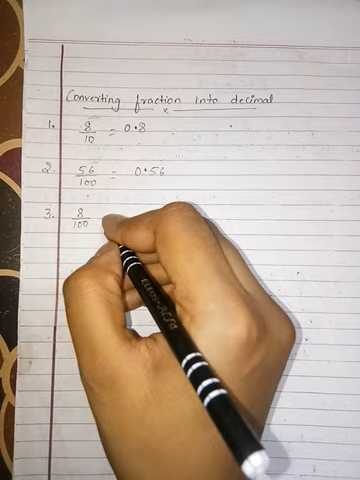 Converting fraction into decimal
1. 8/10 = 0.8
2. 56/100 = 0.56
3. 8/100